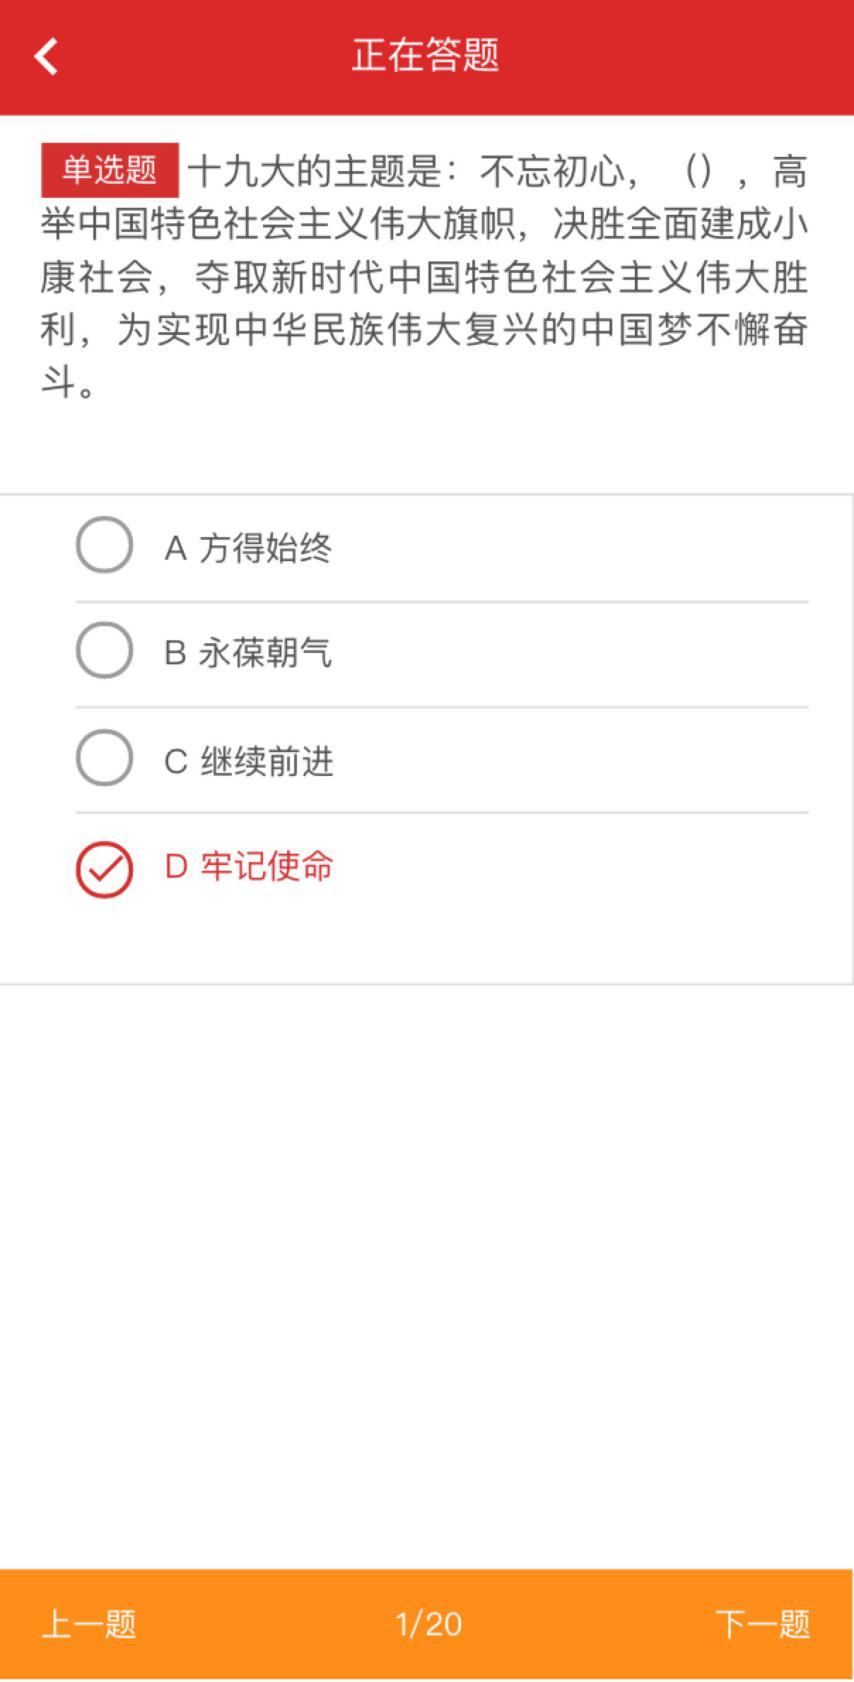 正在答题
单选题 十九大的主题是：不忘初心，（），高
举中国特色社会主义伟大旗帜，决胜全面建成小
康社会，夺取新时代中国特色社会主义伟大胜
利，为实现中华民族伟大复兴的中国梦不懈奋
斗。
A 方得始终
B 永葆朝气
C 继续前进
D 牢记使命
上一题 1/20 下一题